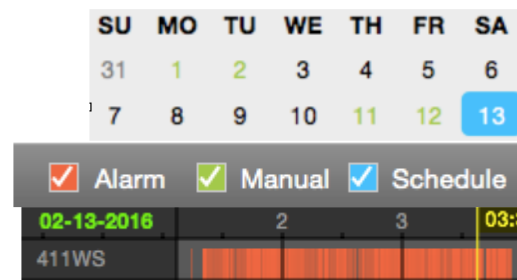 SU MO TU WE TH FR SA
31 1 2 3 4 5 6
7 8 9 10 11 12 13
Alarm Manual Schedule
02-13-2016 2 3
411WS